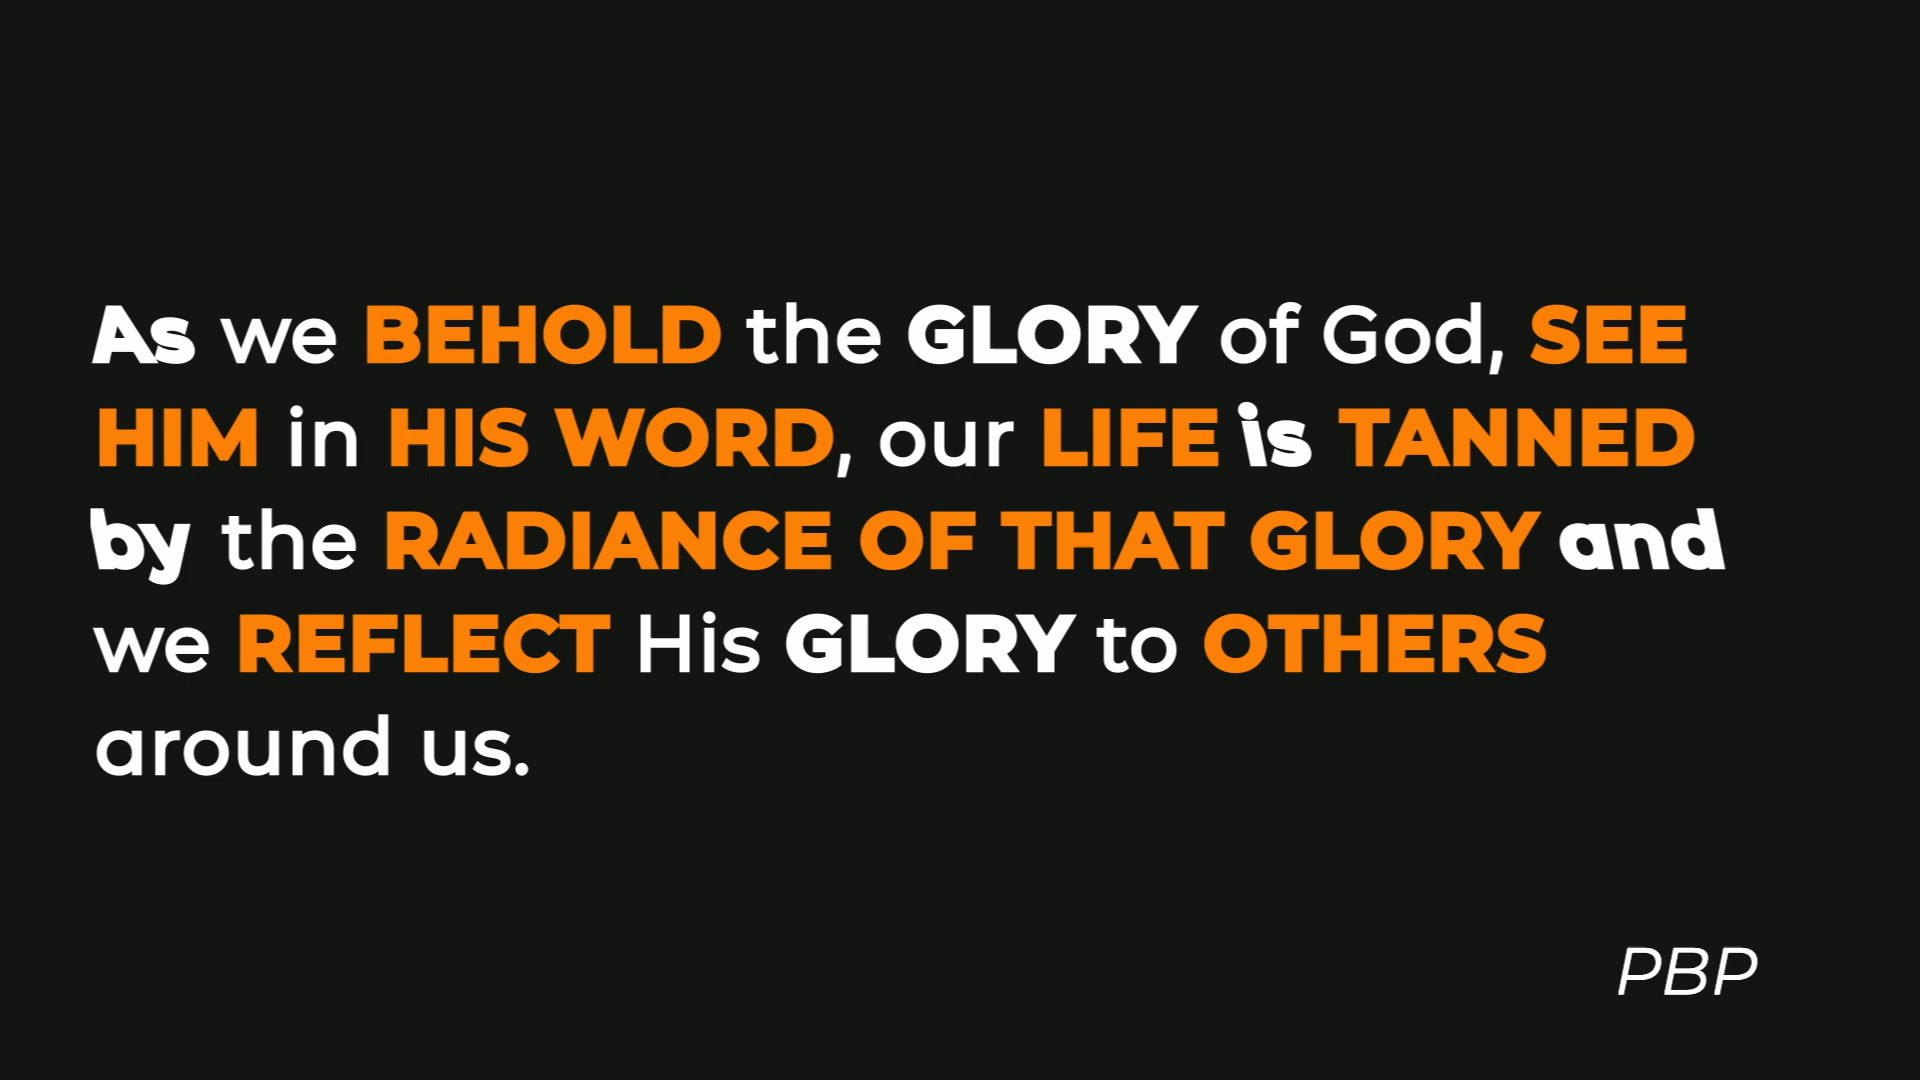 As we BEHOLD the GLORY of God, SEE
HIM in HIS WORD, our LIFE is TANNED
by the RADIANCE OF THAT GLORY and
we REFLECT His GLORY to OTHERS
around us.
PBP